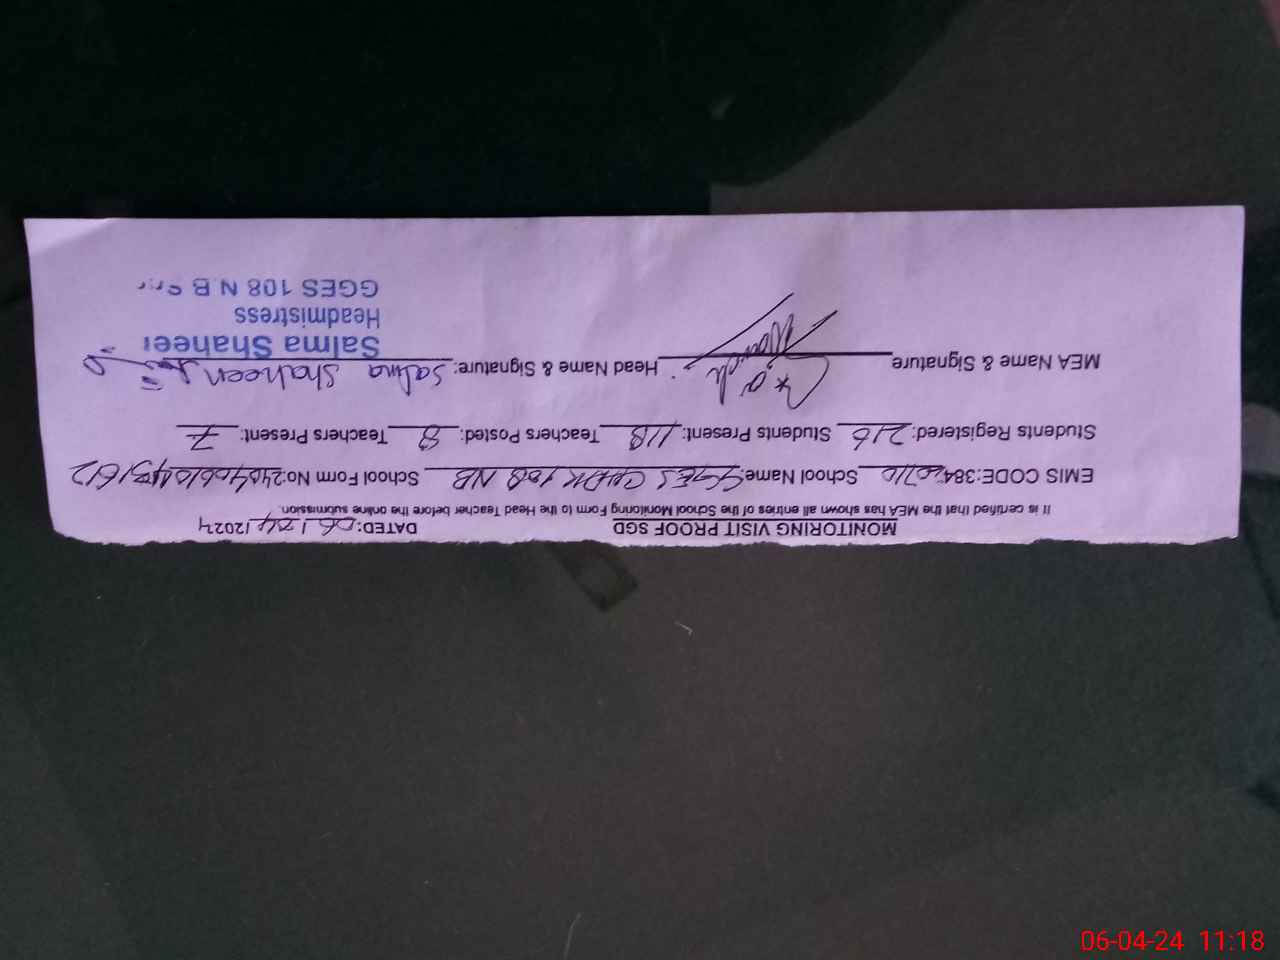 MONITORING VISIT PROOF SGD DATED: 06/04/2024
It is certified that the MEA has shown all entries of the School Monitoring Form to the Head Teacher before the online submission.
EMIS CODE:384 School Name: GGES CHAK 108 NB School Form No:
Students Registered: 216 Students Present: 118 Teachers Posted: 8 Teachers Present: 7
MEA Name & Signature Head Name & Signature: Salma Shaheen
Salma Shaheen
Headmistress
GGES 108 N.B
06-04-24 11:18